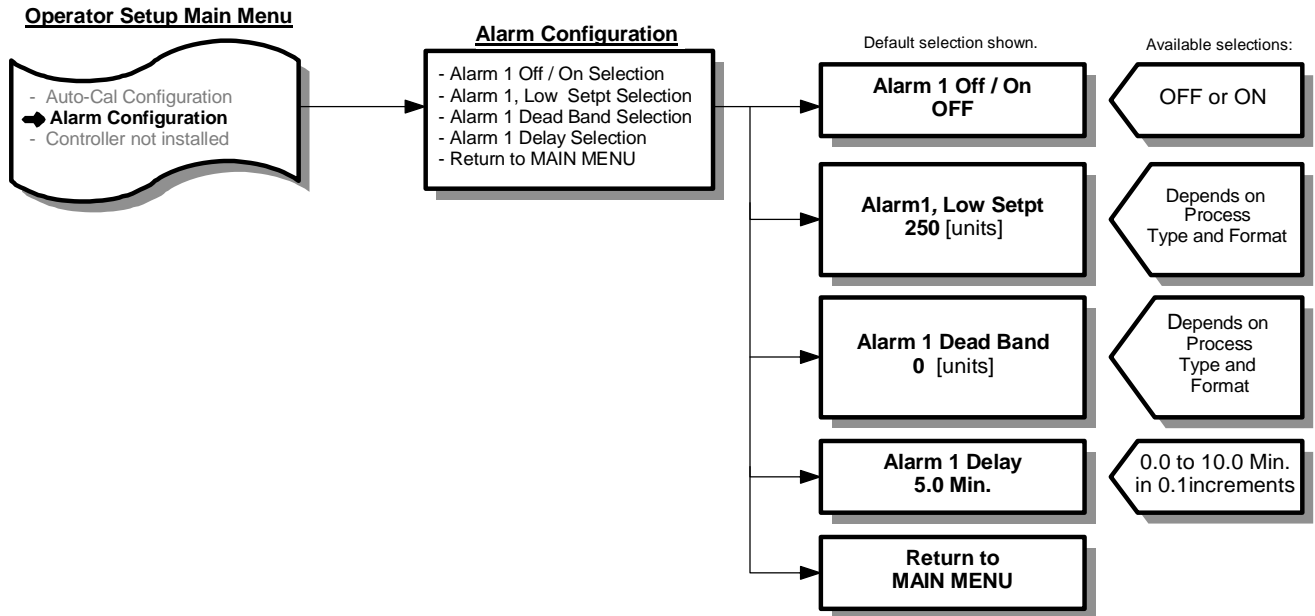 Operator Setup Main Menu
- Auto-Cal Configuration
Alarm Configuration
- Controller not installed
Alarm Configuration
- Alarm 1 Off / On Selection
- Alarm 1, Low Setpt Selection
- Alarm 1 Dead Band Selection
- Alarm 1 Delay Selection
- Return to MAIN MENU
Default selection shown.
Available selections:
Alarm 1 Off / On
OFF
OFF or ON
Alarm1, Low Setpt
250 [units]
Depends on
Process
Type and Format
Alarm 1 Dead Band
0 [units]
Depends on
Process
Type and
Format
Alarm 1 Delay
5.0 Min.
0.0 to 10.0 Min.
in 0.1increments
Return to
MAIN MENU